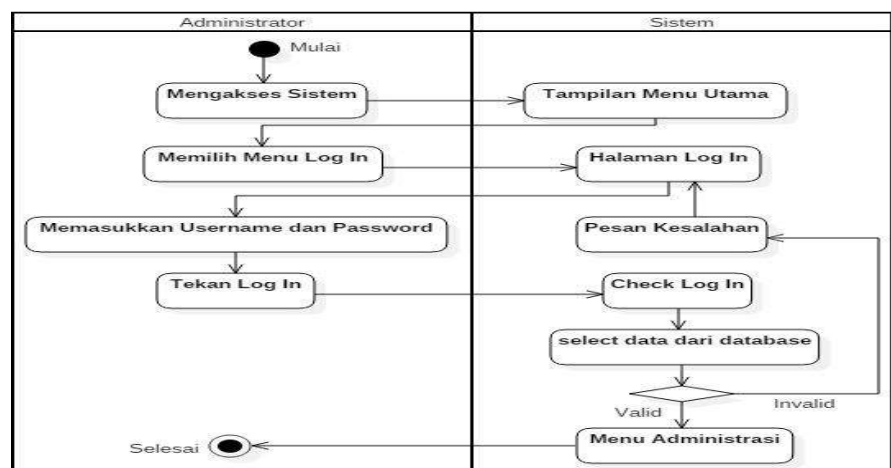 Administrator
Sistem
Mulai
Mengakses Sistem
Tampilan Menu Utama
Memilih Menu Log In
Halaman Log In
Memasukkan Username dan Password
Pesan Kesalahan
Tekan Log In
Check Log In
select data dari database
Valid
Invalid
Menu Administrasi
Selesai